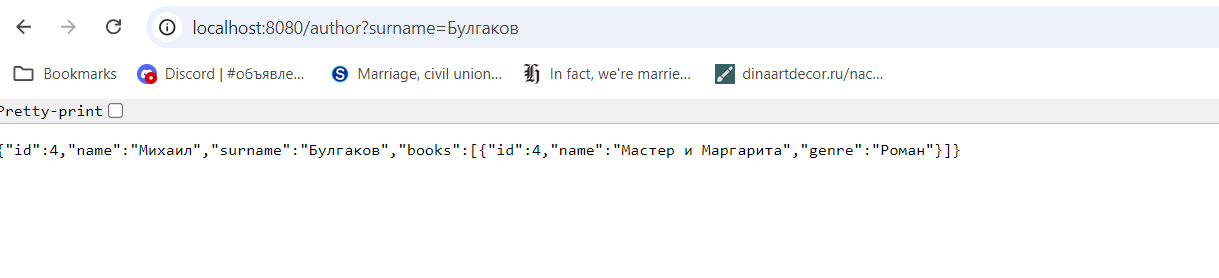 localhost:8080/author?surname=Булгаков
Bookmarks Discord | #объявле... Marriage, civil union... In fact, we're marrie... dinaartdecor.ru/nac...
Pretty-print
{"id":4,"name":"Михаил","surname":"Булгаков","books":[{"id":4,"name":"Мастер и Маргарита","genre":"Роман"}]}